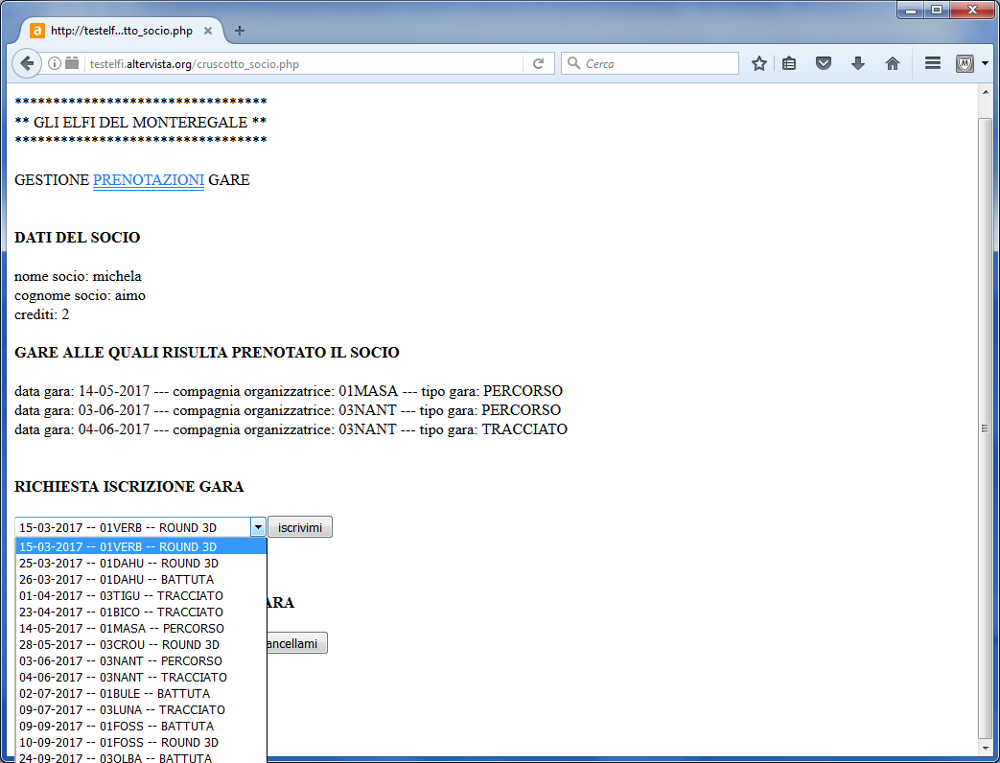 http://testelf...tto_socio.php
testelfi.altervista.org/cruscotto_socio.php
Cerca
*********************************
** GLI ELFI DEL MONTEREGALE **
*********************************
GESTIONE PRENOTAZIONI GARE
DATI DEL SOCIO
nome socio: michela
cognome socio: aimo
crediti: 2
GARE ALLE QUALI RISULTA PRENOTATO IL SOCIO
data gara: 14-05-2017 --- compagnia organizzatrice: 01MASA --- tipo gara: PERCORSO
data gara: 03-06-2017 --- compagnia organizzatrice: 03NANT --- tipo gara: PERCORSO
data gara: 04-06-2017 --- compagnia organizzatrice: 03NANT --- tipo gara: TRACCIATO
RICHIESTA ISCRIZIONE GARA
15-03-2017 -- 01VERB -- ROUND 3D iscrivimi
15-03-2017 -- 01VERB -- ROUND 3D
25-03-2017 -- 01DAHU -- ROUND 3D
26-03-2017 -- 01DAHU -- BATTUTA
01-04-2017 -- 03TIGU -- TRACCIATO
ARA
23-04-2017 -- 01BICO -- TRACCIATO
14-05-2017 -- 01MASA -- PERCORSO
28-05-2017 -- 03CROU -- ROUND 3D
ancellami
03-06-2017 -- 03NANT -- PERCORSO
04-06-2017 -- 03NANT -- TRACCIATO
02-07-2017 -- 01BULE -- BATTUTA
09-07-2017 -- 03LUNA -- TRACCIATO
09-09-2017 -- 01FOSS -- BATTUTA
10-09-2017 -- 01FOSS -- ROUND 3D
24-09-2017 -- 03OLBA -- BATTUTA